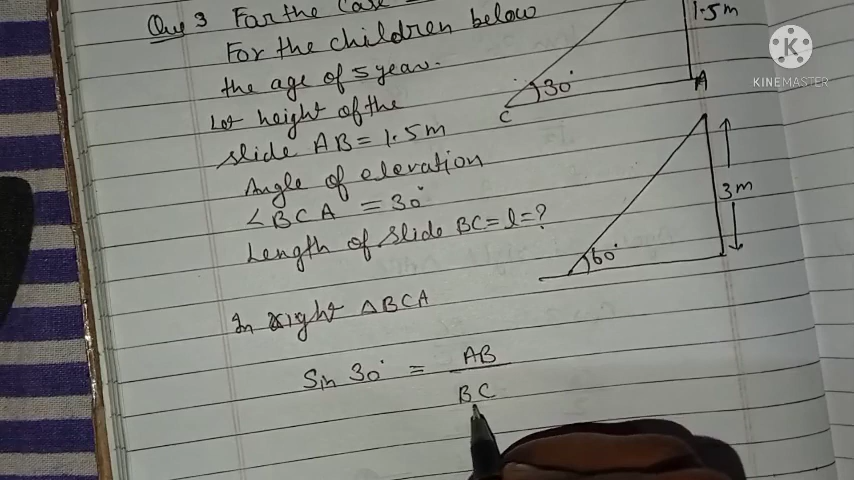 Que 3 For the Case
For the children below
the age of 5 year.
Let height of the
slide AB = 1.5 m
Angle of elevation
∠BCA = 30°
Length of slide BC = l = ?
In right ΔBCA
Sin 30° = AB
BC
1.5m
30°
C
A
3m
60°
K
KINEMASTER